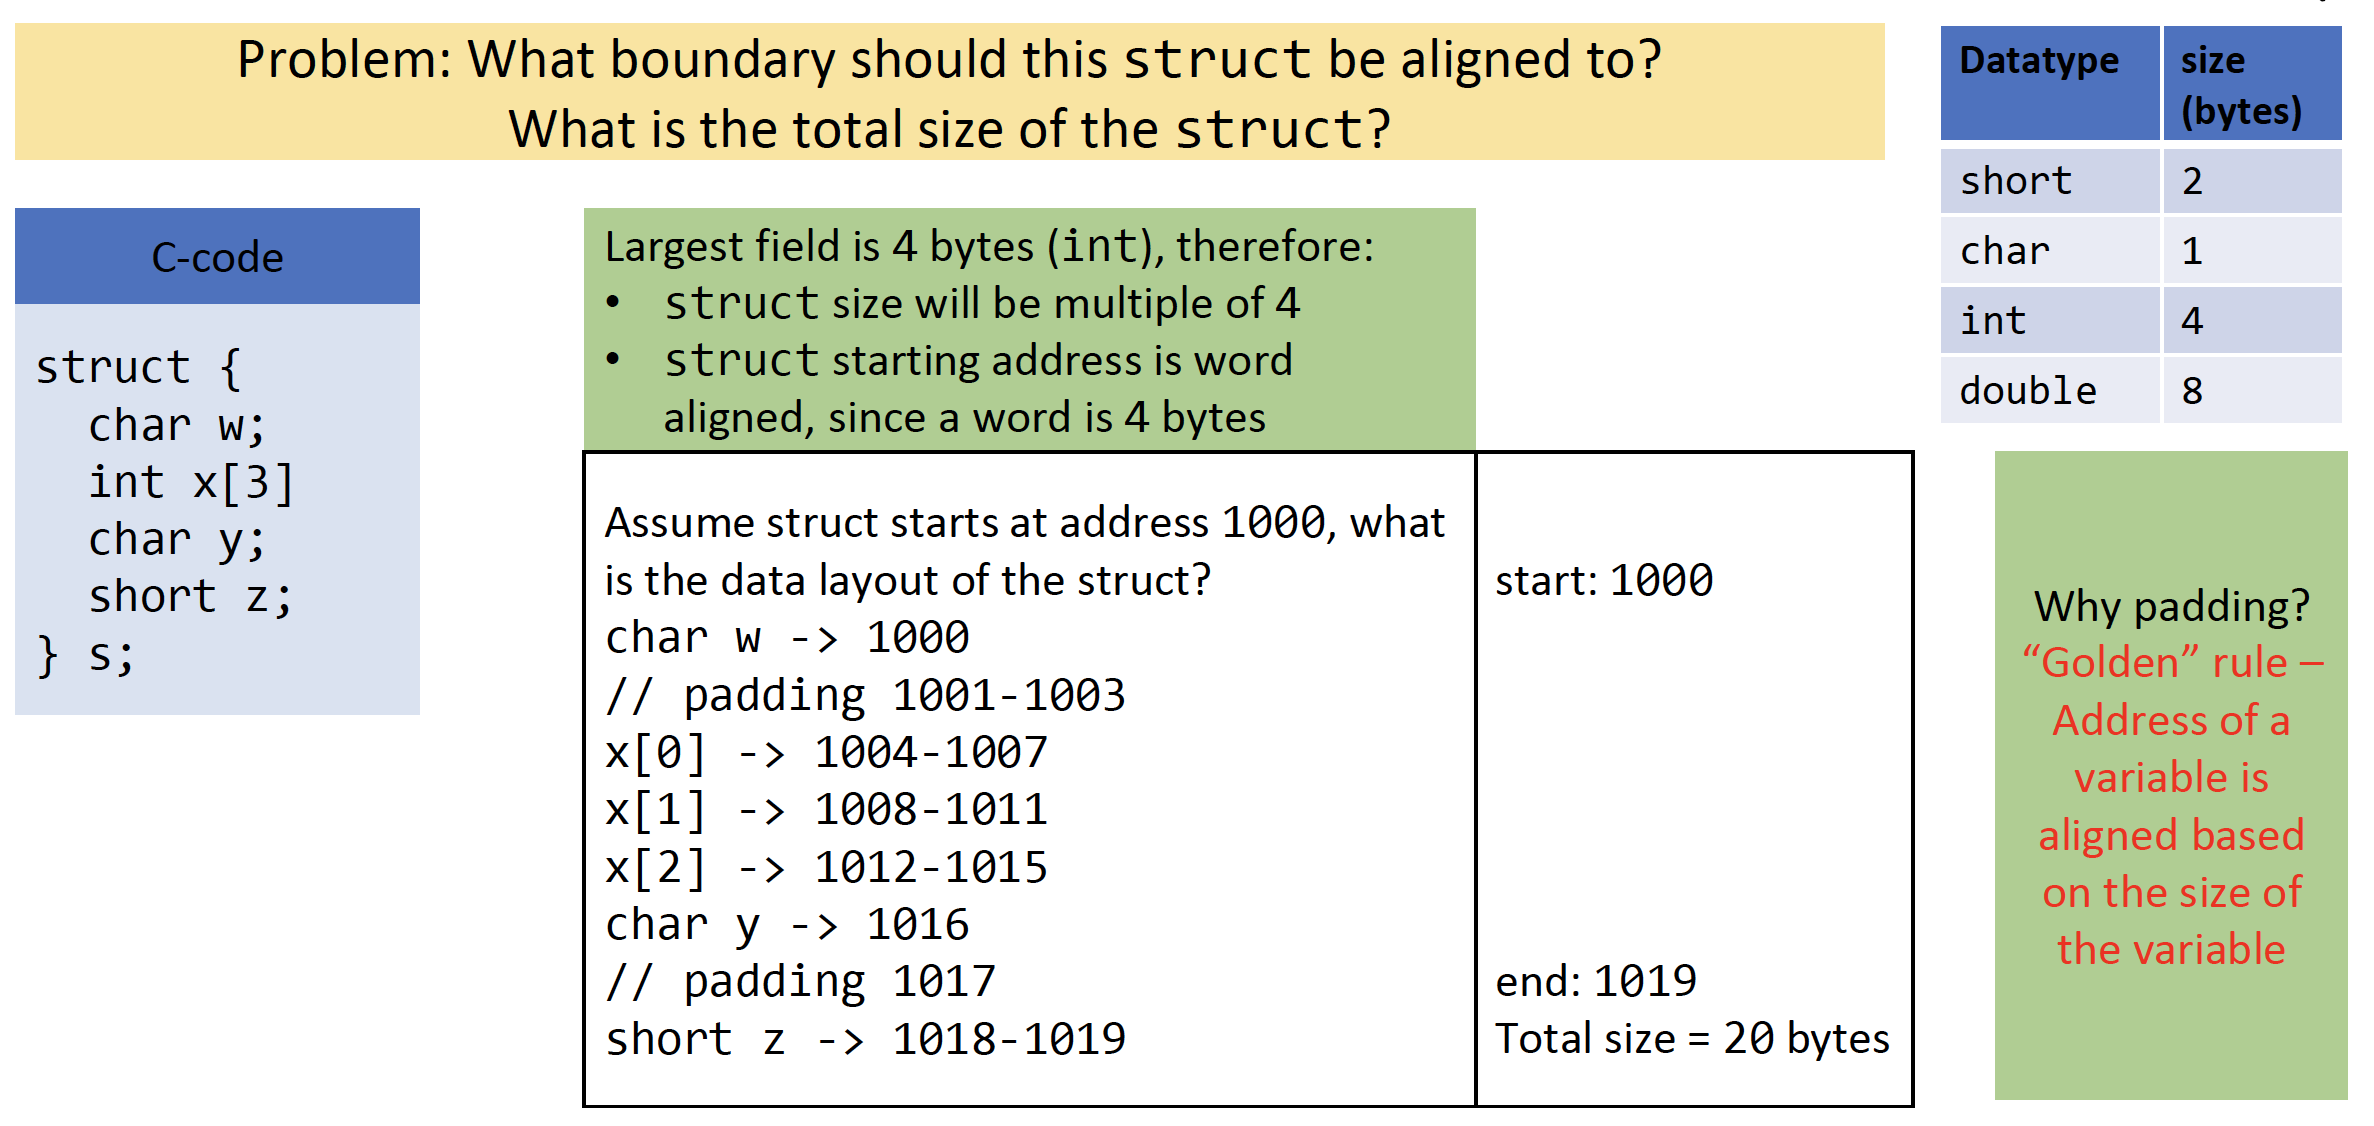 Problem: What boundary should this struct be aligned to?
What is the total size of the struct?
Datatype size
(bytes)
short 2
char 1
int 4
double 8
C-code
struct {
char w;
int x[3]
char y;
short z;
} s;
Largest field is 4 bytes (int), therefore:
• struct size will be multiple of 4
• struct starting address is word
aligned, since a word is 4 bytes
Assume struct starts at address 1000, what
is the data layout of the struct?
char w -> 1000
// padding 1001-1003
x[0] -> 1004-1007
x[1] -> 1008-1011
x[2] -> 1012-1015
char y -> 1016
// padding 1017
short z -> 1018-1019
start: 1000
end: 1019
Total size = 20 bytes
Why padding?
“Golden” rule –
Address of a
variable is
aligned based
on the size of
the variable